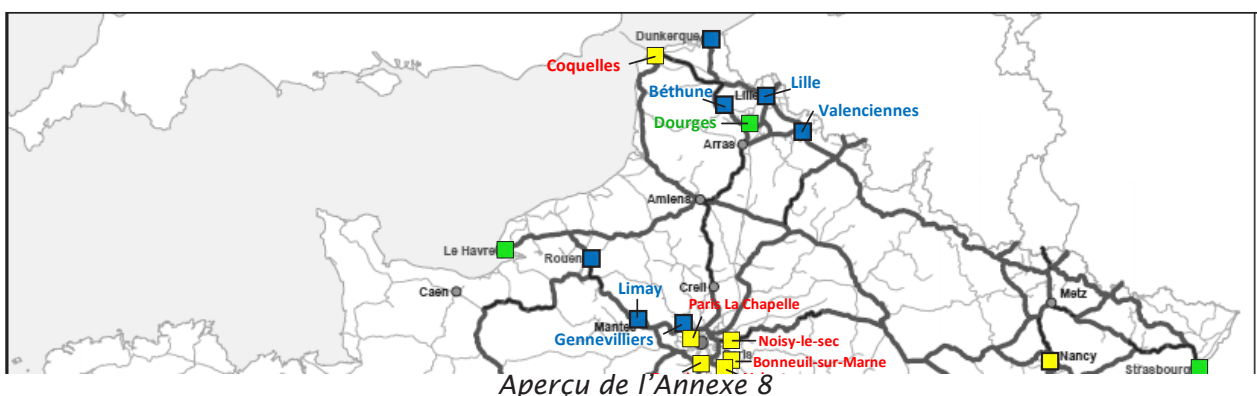 Dunkerque
Coquelles
Béthune
Lille
Lille
Valenciennes
Dourges
Arras
Amiens
Le Havre
Rouen
Caen
Limay
Creil
Paris La Chapelle
Metz
Mantes
Gennevilliers
Noisy-le-sec
Bonneuil-sur-Marne
Nancy
Strasbourg
Aperçu de l'Annexe 8